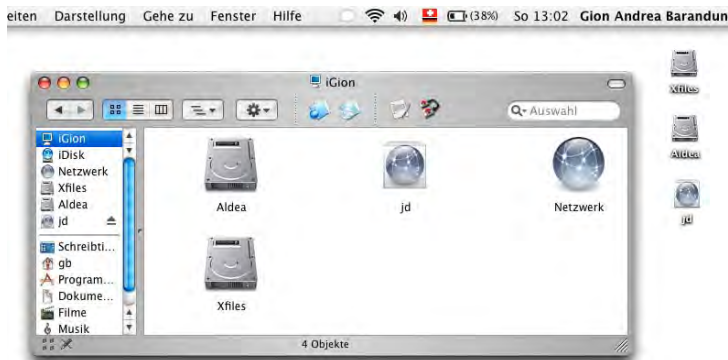 eiten Darstellung Gehe zu Fenster Hilfe (38%) So 13:02 Gion Andrea Barandun
iGion
Auswahl
iGion
iDisk
Netzwerk
Xfiles
Aldea
jd
Schreibti...
gb
Program...
Dokume...
Filme
Musik
Aldea jd Netzwerk
Xfiles
4 Objekte
Xfiles
Aldea
jd